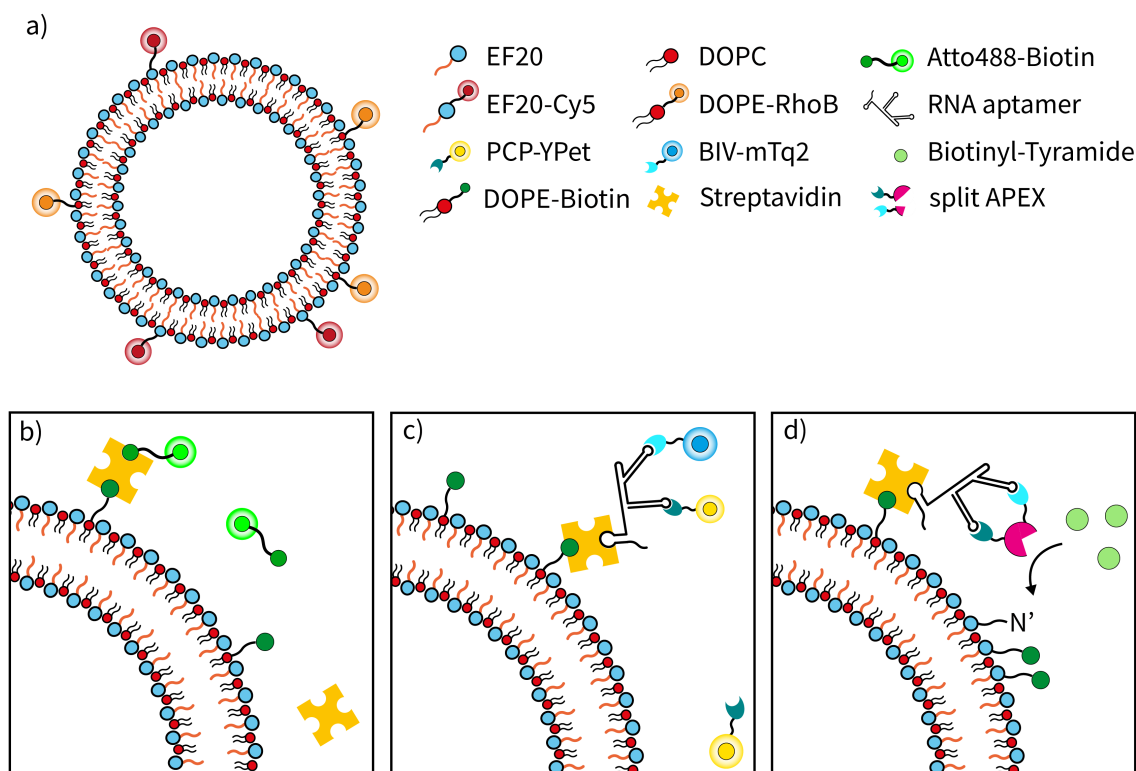 a)
EF20 DOPC Atto488-Biotin
EF20-Cy5 DOPE-RhoB RNA aptamer
PCP-YPet BIV-mTq2 Biotinyl-Tyramide
DOPE-Biotin Streptavidin split APEX
b) c) d)
N'